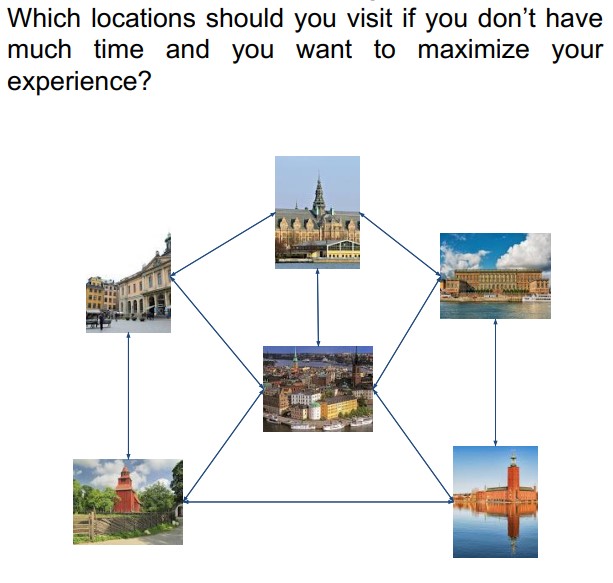 Which locations should you visit if you don’t have
much time and you want to maximize your
experience?